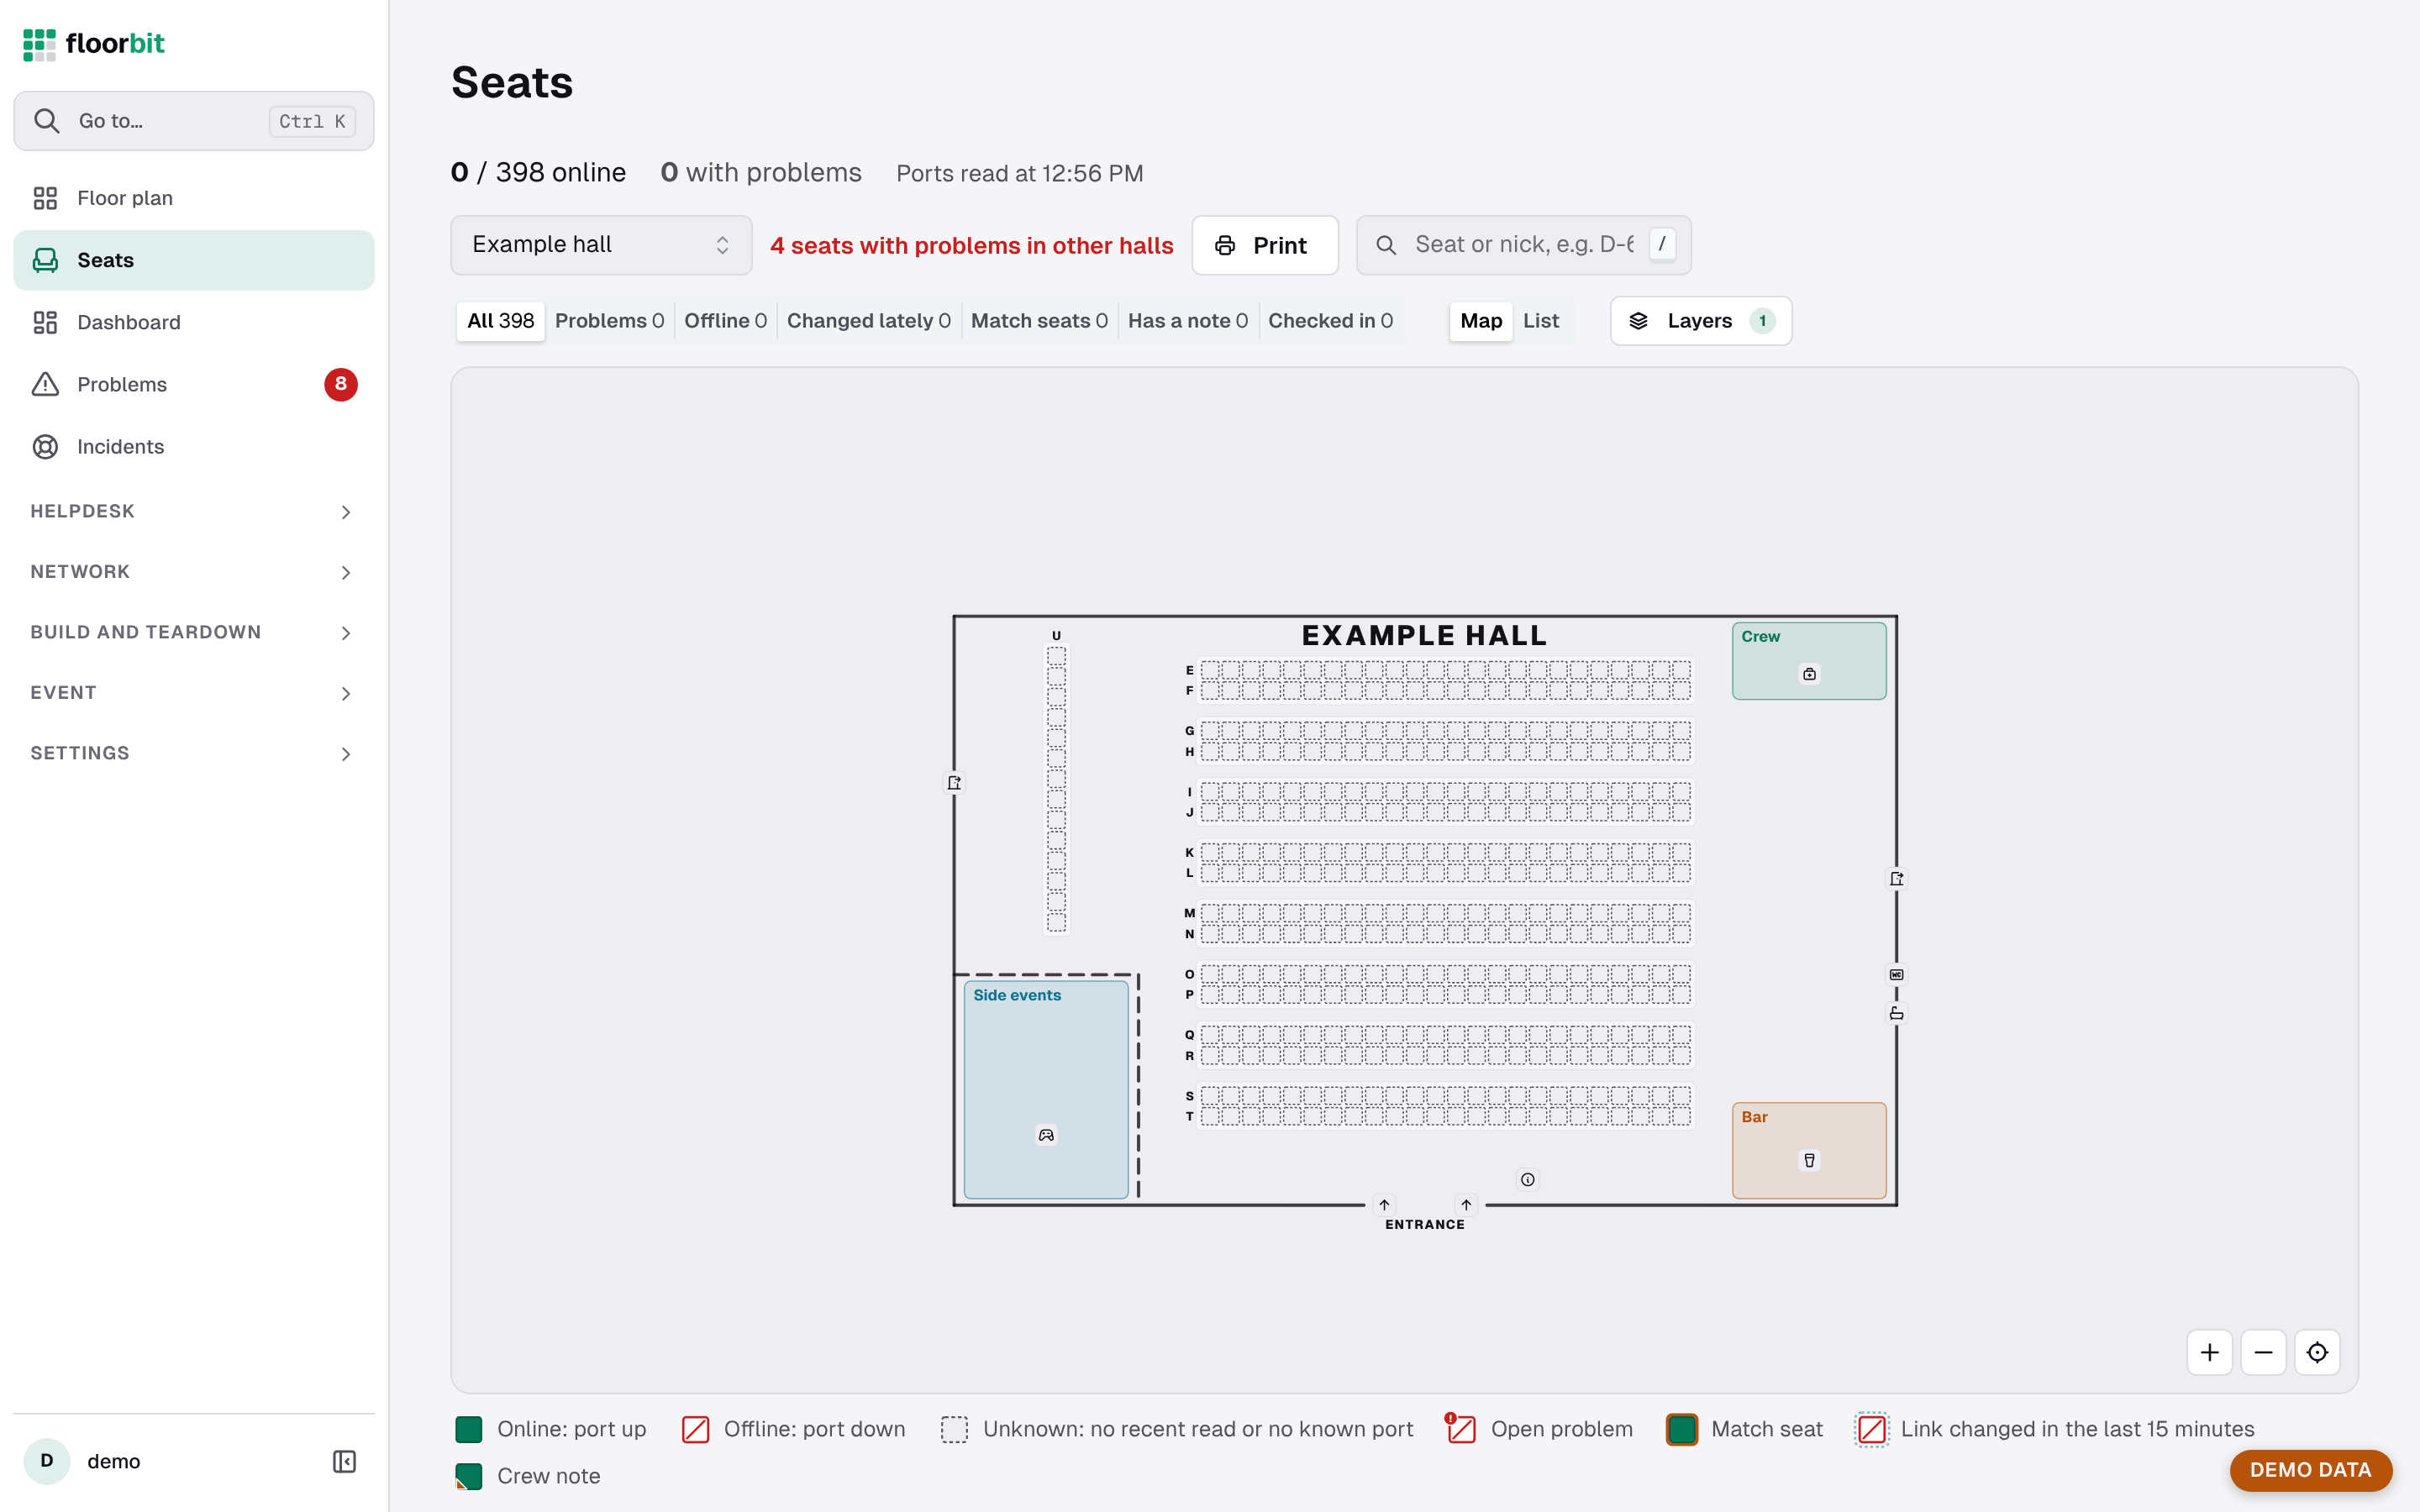 floorbit
Go to...
Ctrl K
Floor plan
Seats
Dashboard
Problems
8
Incidents
HELPDESK
NETWORK
BUILD AND TEARDOWN
EVENT
SETTINGS
D
demo
Seats
0 / 398 online
0 with problems
Ports read at 12:56 PM
Example hall
4 seats with problems in other halls
Print
Seat or nick, e.g. D-6
/
All 398
Problems 0
Offline 0
Changed lately 0
Match seats 0
Has a note 0
Checked in 0
Map
List
Layers
1
EXAMPLE HALL
U
E
F
G
H
I
J
K
L
M
N
O
P
Q
R
S
T
Crew
WC
Side events
Bar
ENTRANCE
Online: port up
Offline: port down
Unknown: no recent read or no known port
Open problem
Match seat
Link changed in the last 15 minutes
Crew note
DEMO DATA